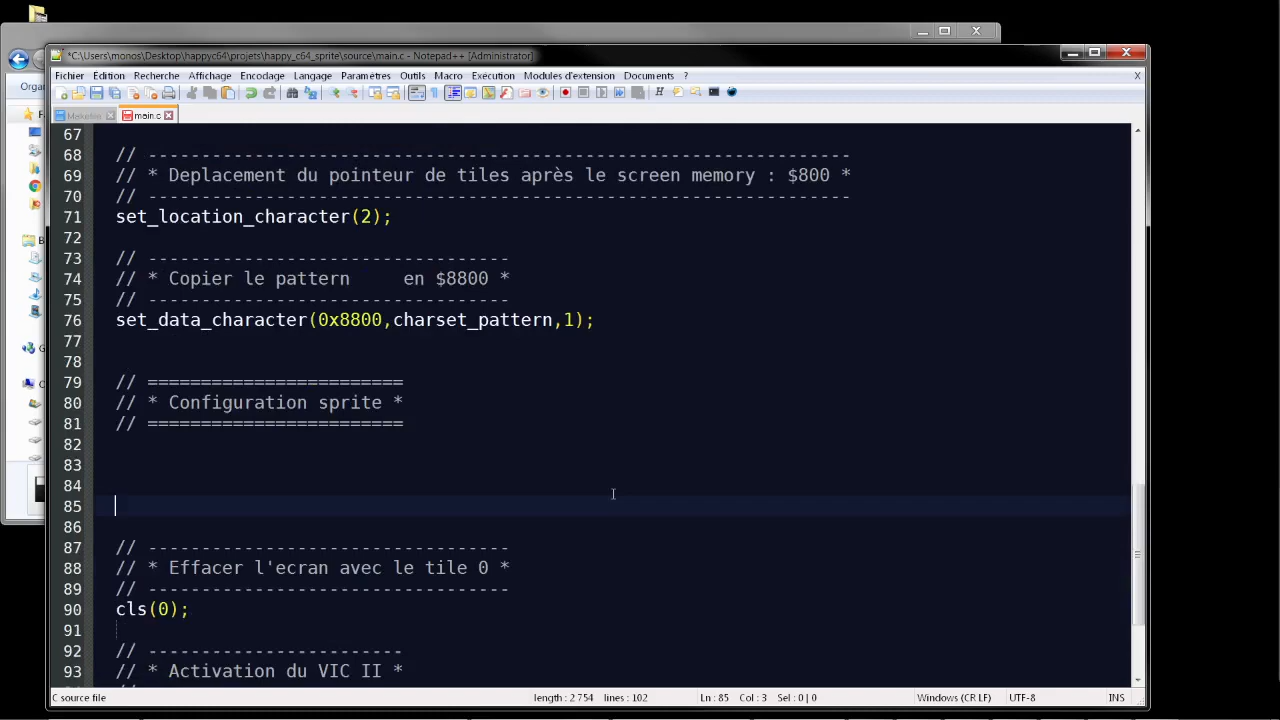 *C:\Users\monos\Desktop\happyc64\projets\happy_c64_sprite\source\main.c - Notepad++ [Administrator]
Fichier Édition Recherche Affichage Encodage Langage Paramètres Outils Macro Exécution Modules d'extension Documents ? X
Organ
Makefile main.c
67
68 // ------------------------------------------------------------------
69 // * Deplacement du pointeur de tiles après le screen memory : $800 *
70 // ------------------------------------------------------------------
71 set_location_character(2);
72
73 // ----------------------------------
74 // * Copier le pattern     en $8800 *
75 // ----------------------------------
76 set_data_character(0x8800,charset_pattern,1);
77
78
79 // ========================
80 // * Configuration sprite *
81 // ========================
82
83
84
85
86
87 // ----------------------------------
88 // * Effacer l'ecran avec le tile 0 *
89 // ----------------------------------
90 cls(0);
91
92 // ------------------------
93 // * Activation du VIC II *
C source file length : 2 754 lines : 102 Ln : 85 Col : 3 Sel : 0 | 0 Windows (CR LF) UTF-8 INS